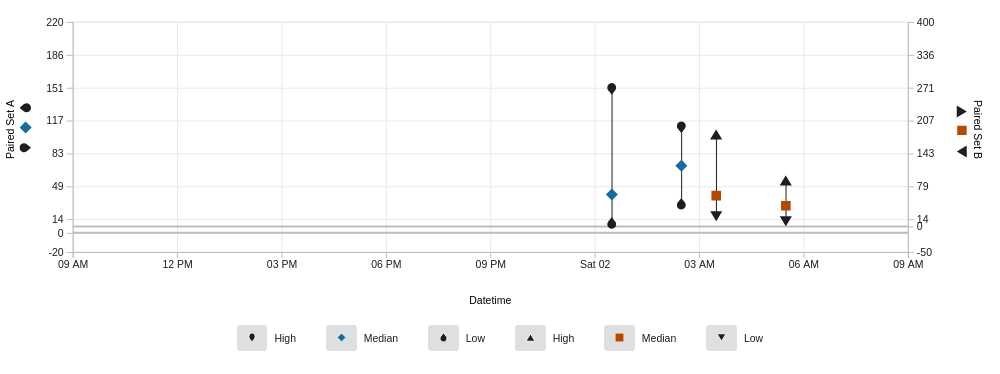 220
186
151
117
83
49
14
0
-20
Paired Set A
400
336
271
207
143
79
14
0
-50
Paired Set B
09 AM
12 PM
03 PM
06 PM
09 PM
Sat 02
03 AM
06 AM
09 AM
Datetime
High Median Low High Median Low